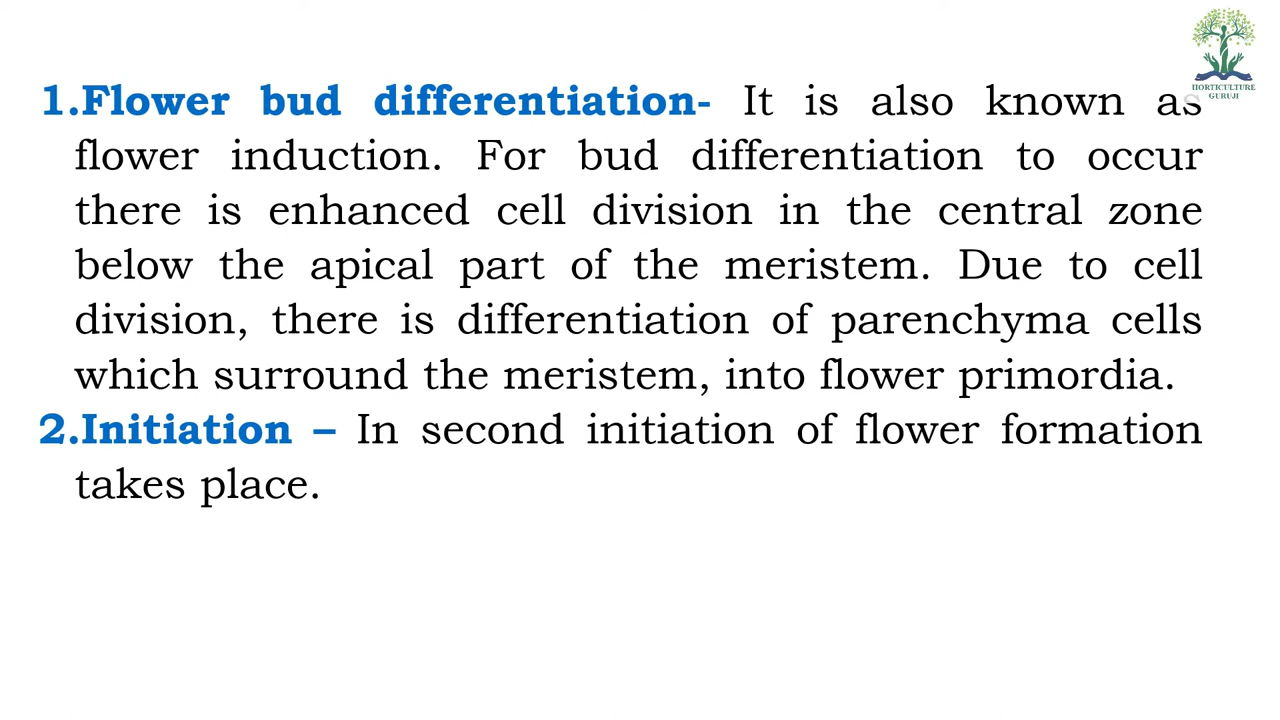 HORTICULTURE
GURUJI
1.Flower bud differentiation- It is also known as
flower induction. For bud differentiation to occur
there is enhanced cell division in the central zone
below the apical part of the meristem. Due to cell
division, there is differentiation of parenchyma cells
which surround the meristem, into flower primordia.
2.Initiation – In second initiation of flower formation
takes place.